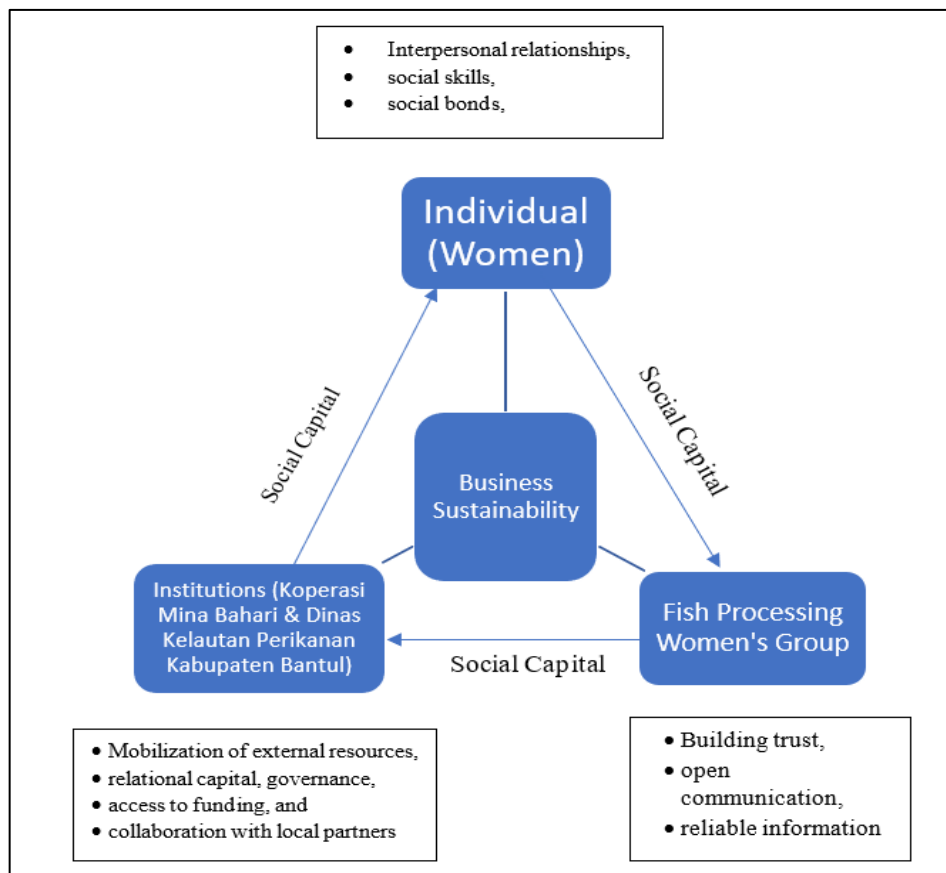 • Interpersonal relationships,
• social skills,
• social bonds,
Individual
(Women)
Social Capital
Social Capital
Business
Sustainability
Institutions (Koperasi
Mina Bahari & Dinas
Kelautan Perikanan
Kabupaten Bantul)
Social Capital
Fish Processing
Women's Group
• Mobilization of external resources,
• relational capital, governance,
• access to funding, and
• collaboration with local partners
• Building trust,
• open
communication,
• reliable information